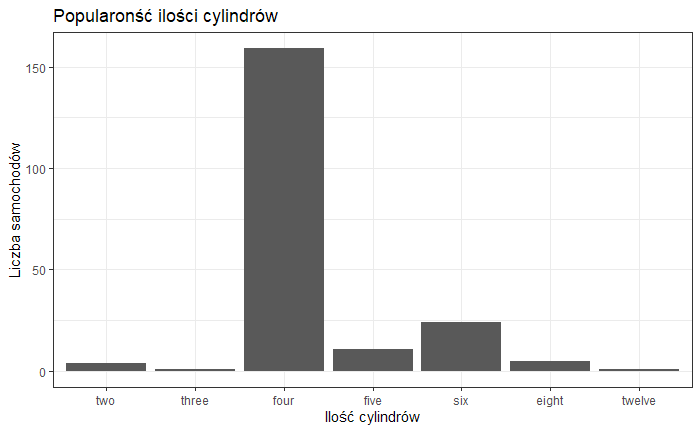 Popularonść ilości cylindrów
Liczba samochodów
150
100
50
0
two three four five six eight twelve
Ilość cylindrów